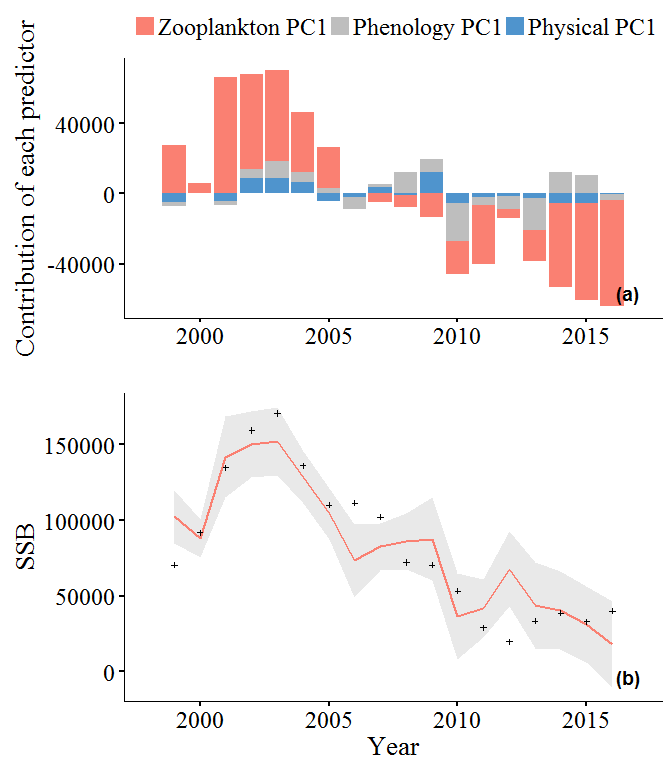 Zooplankton PC1 Phenology PC1 Physical PC1
Contribution of each predictor
40000
0
-40000
(a)
2000 2005 2010 2015
SSB
150000
100000
50000
0
(b)
2000 2005 2010 2015
Year